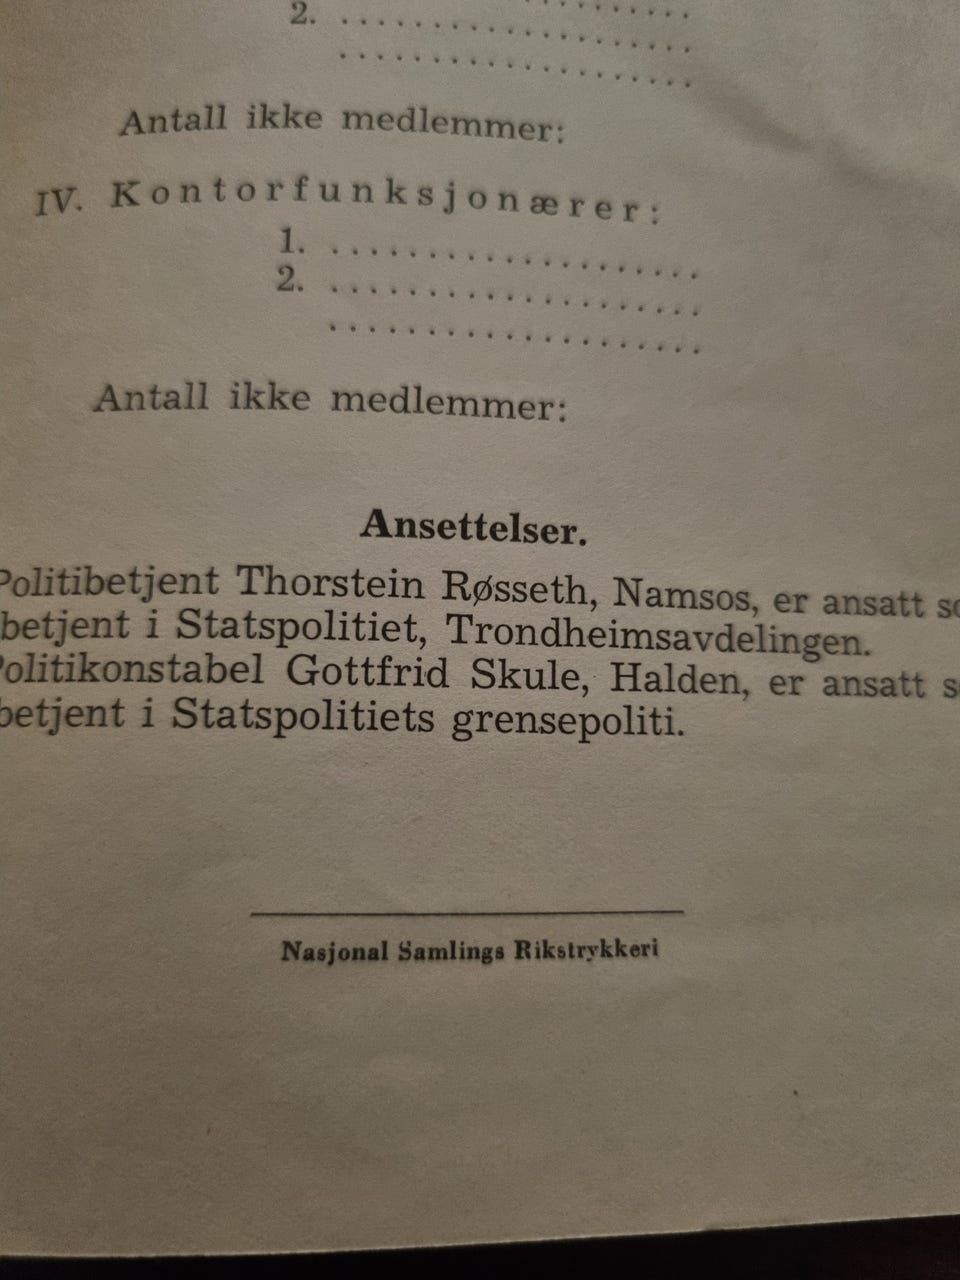 2. . . . . . . . . . . . . . . . . . . .
. . . . . . . . . . . . . . . . . . . .
Antall ikke medlemmer:
IV. Kontorfunksjonærer:
1. . . . . . . . . . . . . . . . . . . .
2. . . . . . . . . . . . . . . . . . . .
. . . . . . . . . . . . . . . . . . . .
Antall ikke medlemmer:
Ansettelser.
Politibetjent Thorstein Røsseth, Namsos, er ansatt so
betjent i Statspolitiet, Trondheimsavdelingen.
Politikonstabel Gottfrid Skule, Halden, er ansatt s
betjent i Statspolitiets grensepoliti.
Nasjonal Samlings Rikstrykkeri